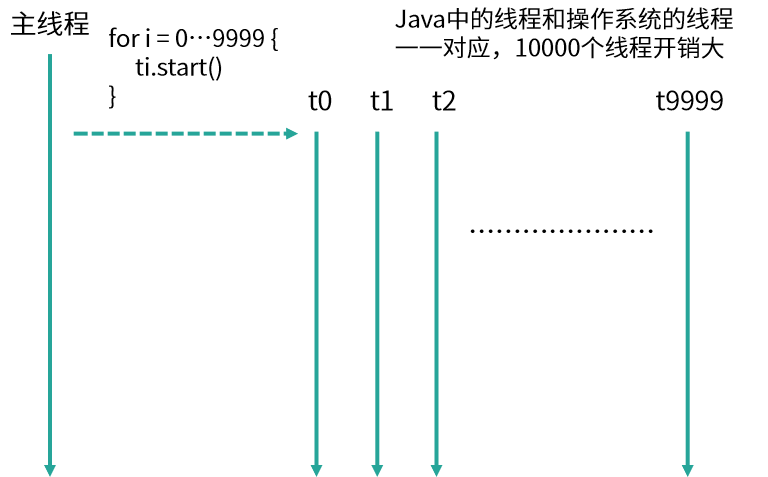 主线程
for i = 0…9999 {
ti.start()
}
Java中的线程和操作系统的线程
一一对应，10000个线程开销大
t0
t1
t2
t9999